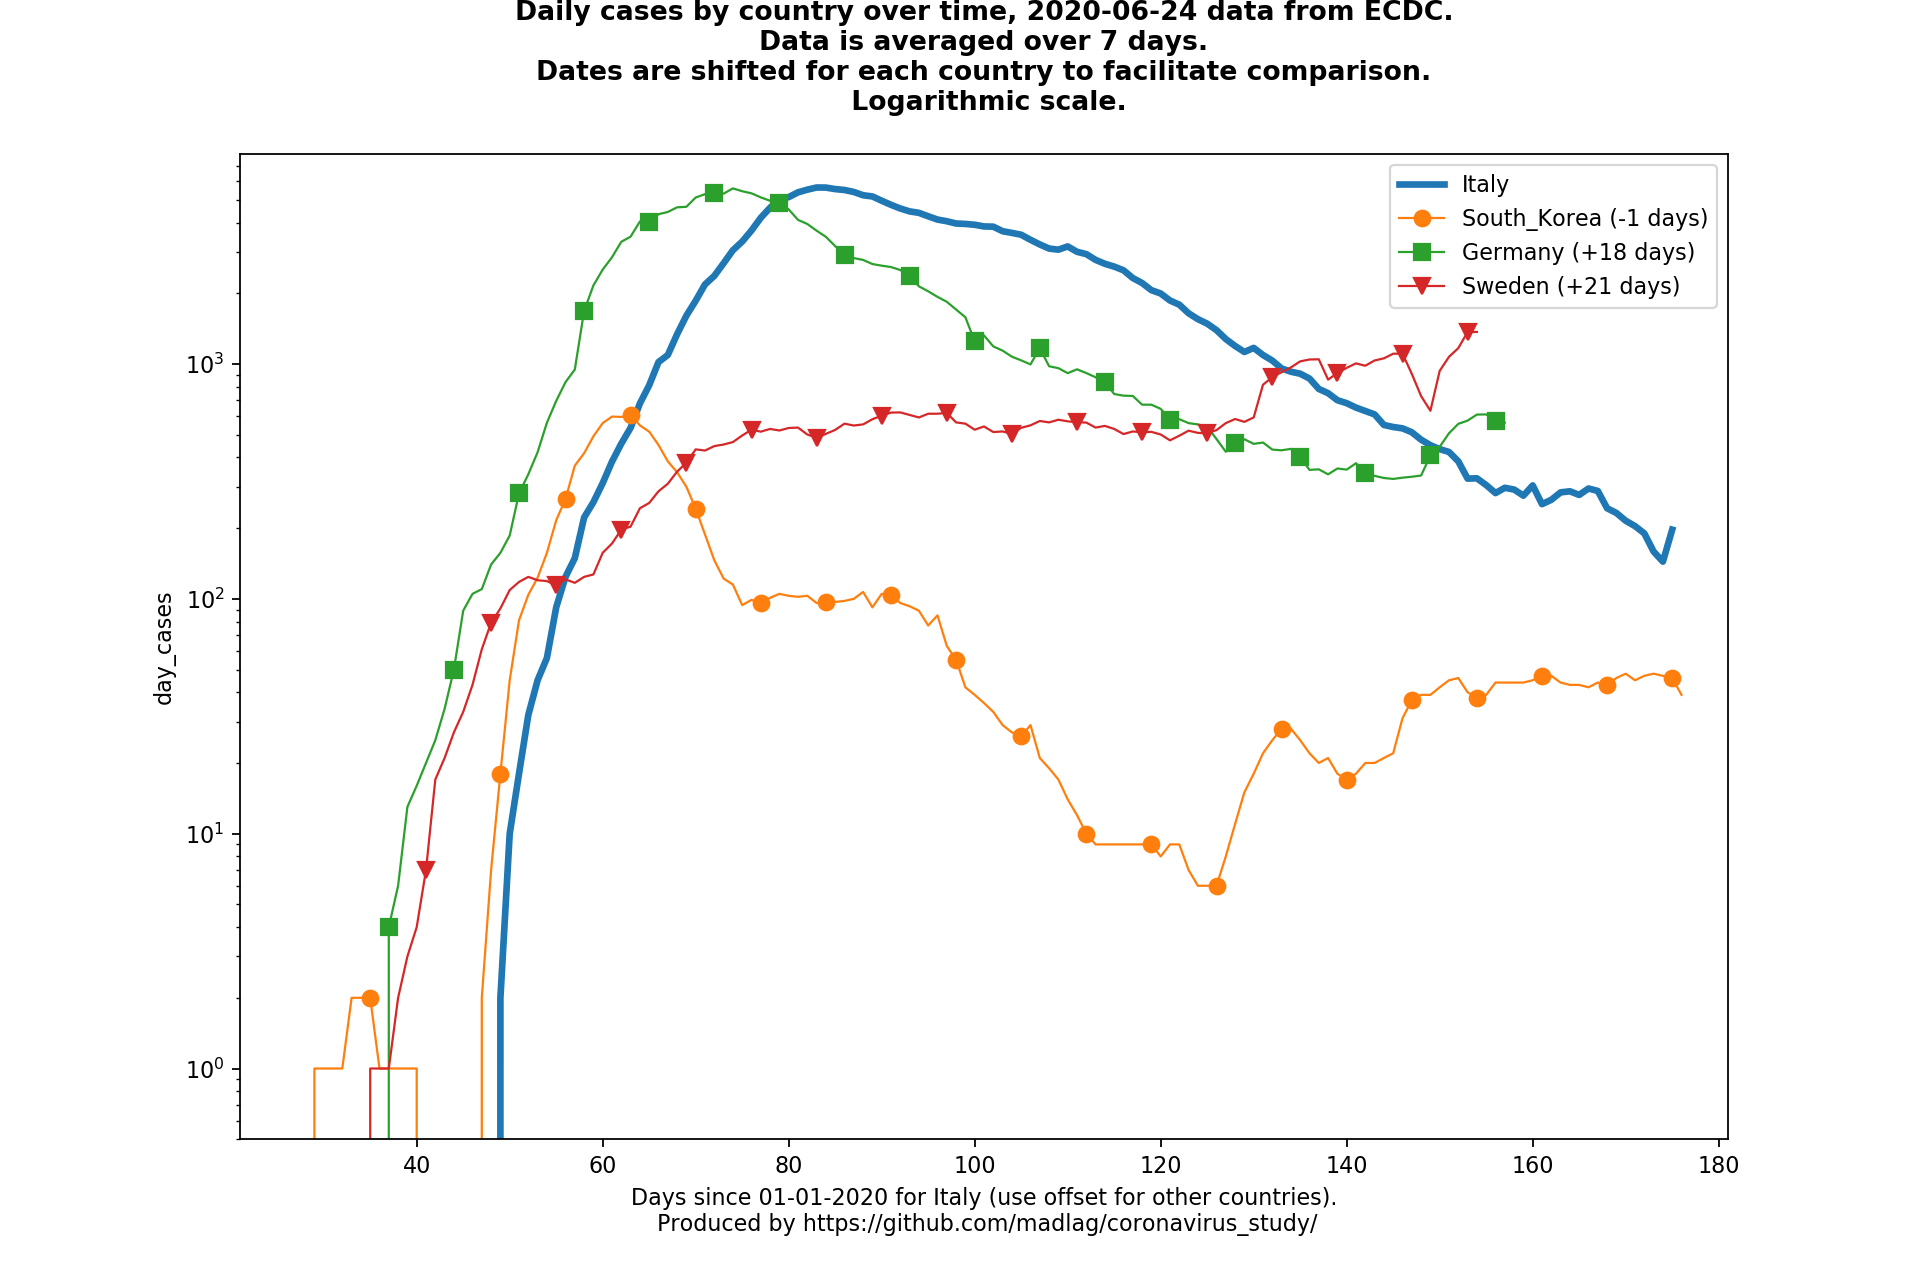 Daily cases by country over time, 2020-06-24 data from ECDC.
Data is averaged over 7 days.
Dates are shifted for each country to facilitate comparison.
Logarithmic scale.
Italy
South_Korea (-1 days)
Germany (+18 days)
Sweden (+21 days)
10³
10²
10¹
10⁰
day_cases
40 60 80 100 120 140 160 180
Days since 01-01-2020 for Italy (use offset for other countries).
Produced by https://github.com/madlag/coronavirus_study/